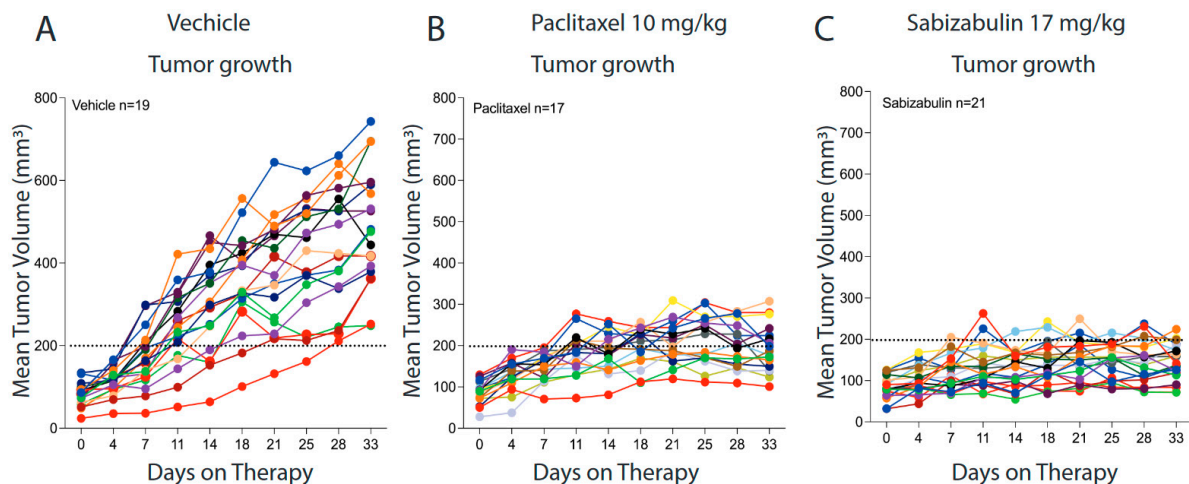 A Vechicle
Tumor growth
Mean Tumor Volume (mm³)
800
700
600
500
400
300
200
100
0
Vehicle n=19
0 4 7 11 14 18 21 25 28 33
Days on Therapy
B Paclitaxel 10 mg/kg
Tumor growth
Mean Tumor Volume (mm³)
800
700
600
500
400
300
200
100
0
Paclitaxel n=17
0 4 7 11 14 18 21 25 28 33
Days on Therapy
C Sabizabulin 17 mg/kg
Tumor growth
Mean Tumor Volume (mm³)
800
700
600
500
400
300
200
100
0
Sabizabulin n=21
0 4 7 11 14 18 21 25 28 33
Days on Therapy